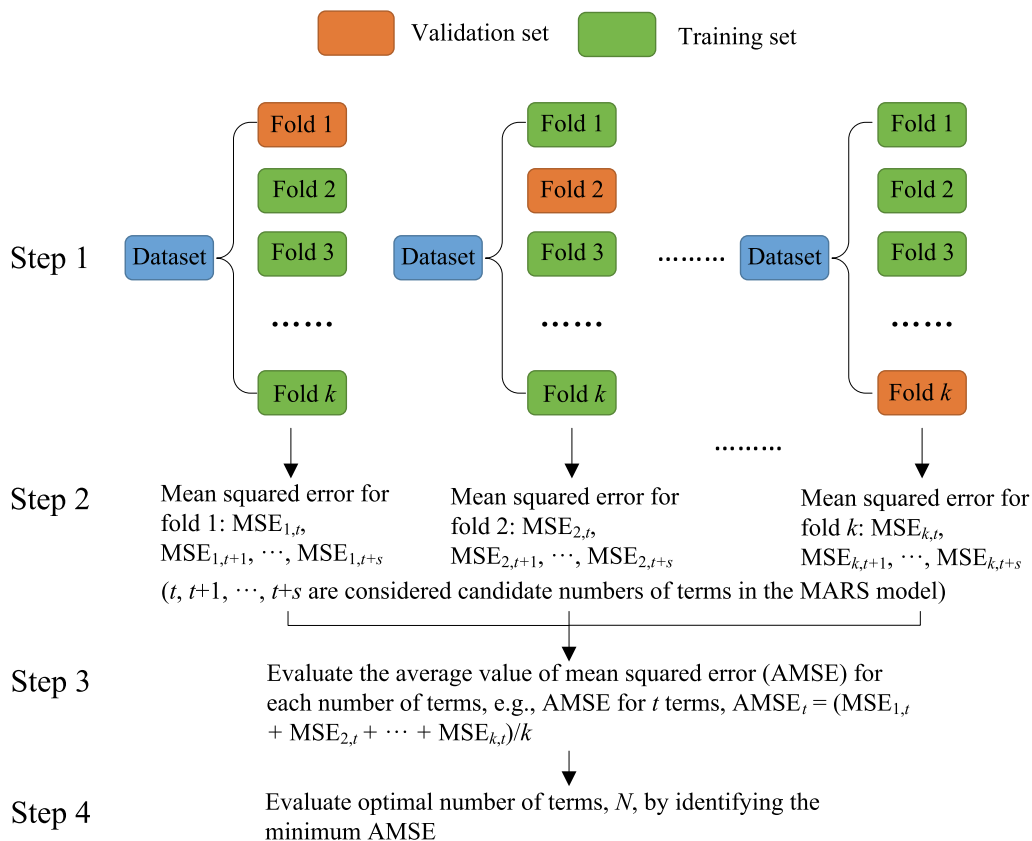 Validation set
Training set
Step 1
Dataset
Fold 1
Fold 2
Fold 3
……
Fold k
Dataset
Fold 1
Fold 2
Fold 3
……
Fold k
………
Dataset
Fold 1
Fold 2
Fold 3
……
Fold k
………
Step 2
Mean squared error for
fold 1: MSE1,t,
MSE1,t+1, ⋯, MSE1,t+s
Mean squared error for
fold 2: MSE2,t,
MSE2,t+1, ⋯, MSE2,t+s
Mean squared error for
fold k: MSEk,t,
MSEk,t+1, ⋯, MSEk,t+s
(t, t+1, ⋯, t+s are considered candidate numbers of terms in the MARS model)
Step 3
Evaluate the average value of mean squared error (AMSE) for
each number of terms, e.g., AMSE for t terms, AMSEt = (MSE1,t
+ MSE2,t + ⋯ + MSEk,t)/k
Step 4
Evaluate optimal number of terms, N, by identifying the
minimum AMSE